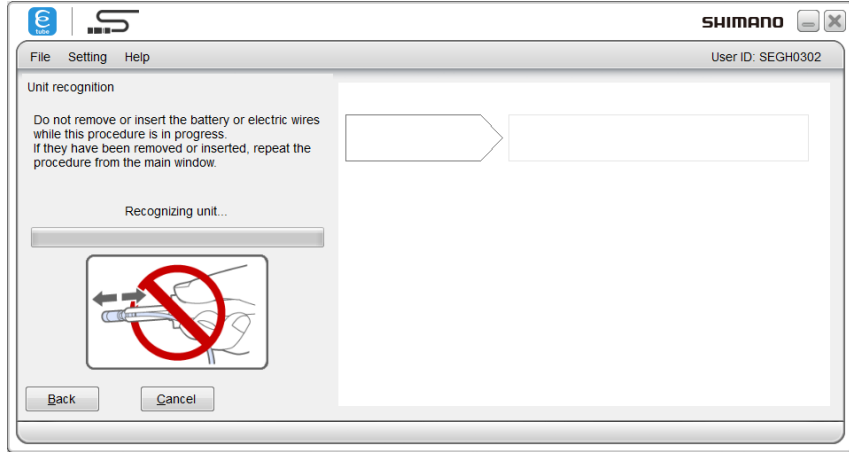 e
tube
SHIMANO
File Setting Help
User ID: SEGH0302
Unit recognition
Do not remove or insert the battery or electric wires
while this procedure is in progress.
If they have been removed or inserted, repeat the
procedure from the main window.
Recognizing unit...
Back
Cancel